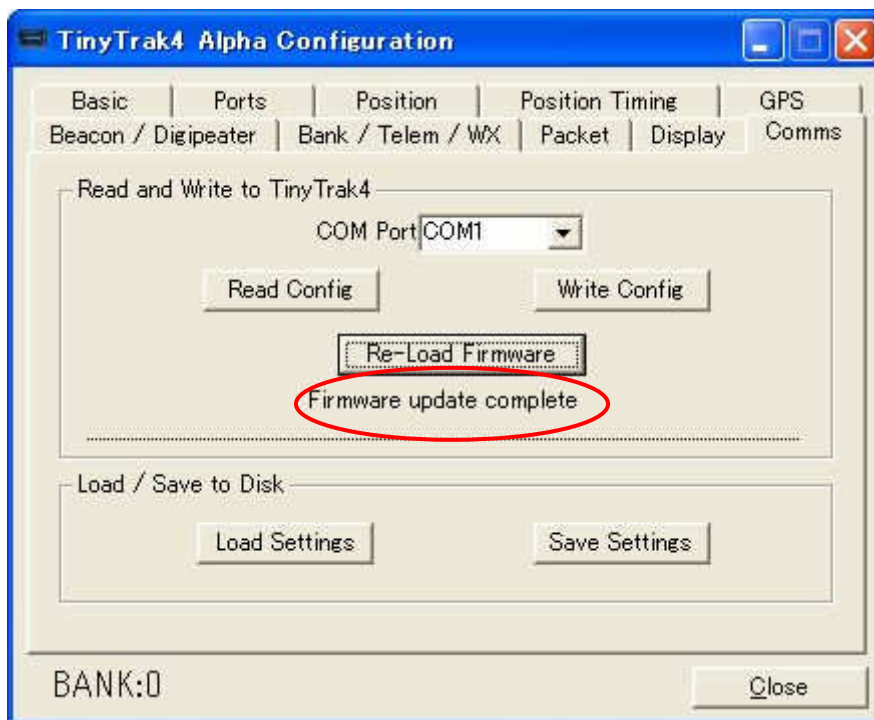 TinyTrak4 Alpha Configuration
Basic Ports Position Position Timing GPS
Beacon / Digipeater Bank / Telem / WX Packet Display Comms
Read and Write to TinyTrak4
COM Port COM1
Read Config Write Config
Re-Load Firmware
Firmware update complete
Load / Save to Disk
Load Settings Save Settings
BANK:0 Close